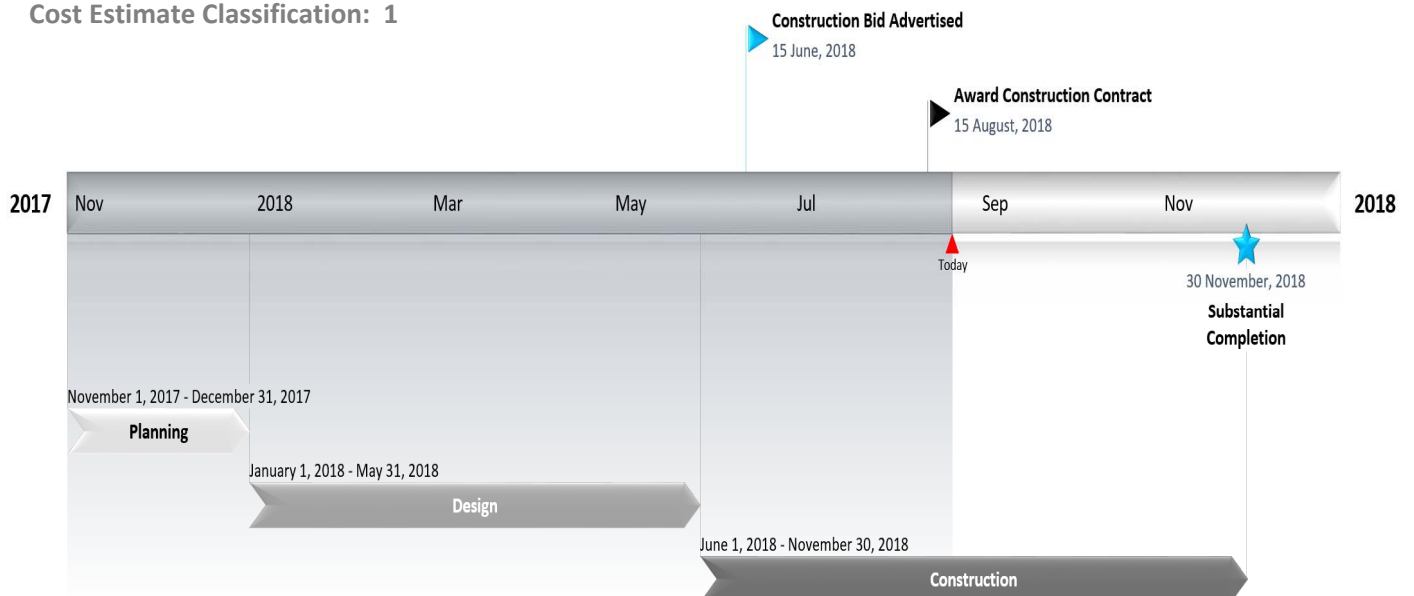 Cost Estimate Classification: 1
Construction Bid Advertised
15 June, 2018
Award Construction Contract
15 August, 2018
2017 Nov 2018 Mar May Jul Sep Nov 2018
Today
30 November, 2018
Substantial
Completion
November 1, 2017 - December 31, 2017
Planning
January 1, 2018 - May 31, 2018
Design
June 1, 2018 - November 30, 2018
Construction